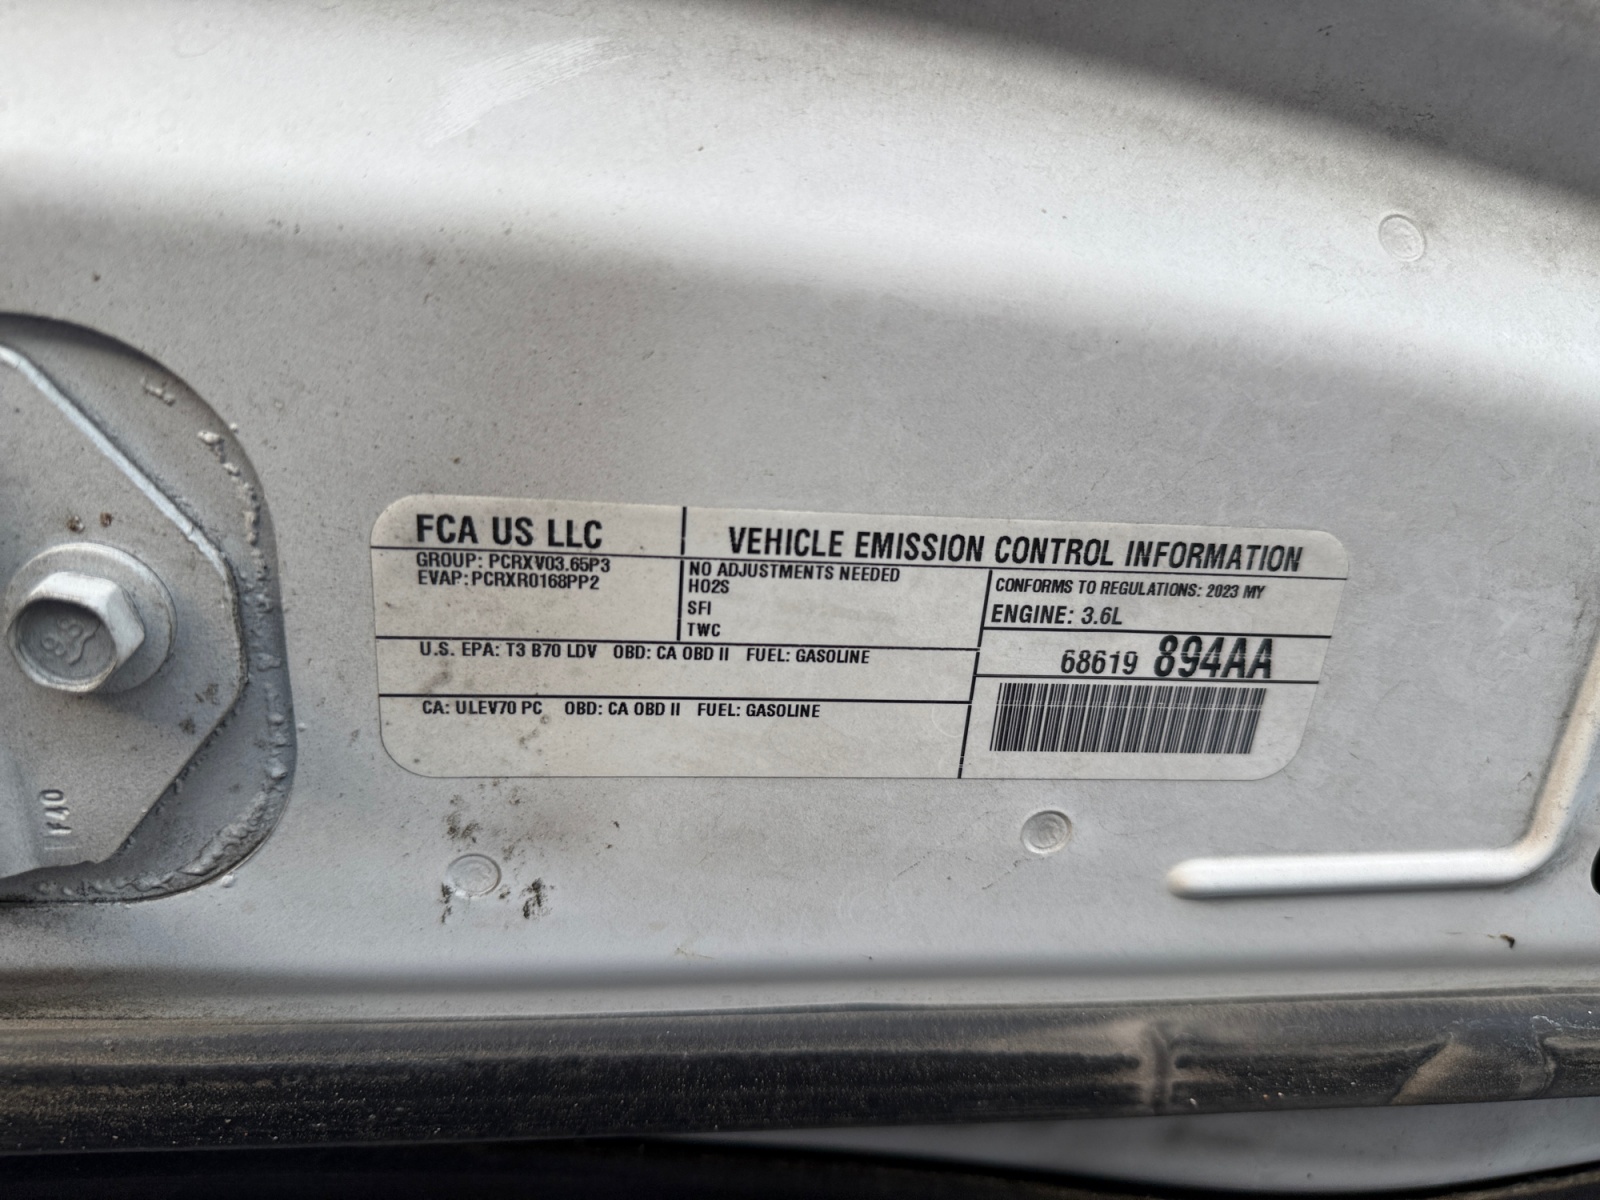 FCA US LLC
VEHICLE EMISSION CONTROL INFORMATION
GROUP: PCRXV03.65P3
EVAP: PCRXR0168PP2
NO ADJUSTMENTS NEEDED
HO2S
SFI
TWC
CONFORMS TO REGULATIONS: 2023 MY
ENGINE: 3.6L
U.S. EPA: T3 B70 LDV OBD: CA OBD II FUEL: GASOLINE
68619 894AA
CA: ULEV70 PC OBD: CA OBD II FUEL: GASOLINE
F40